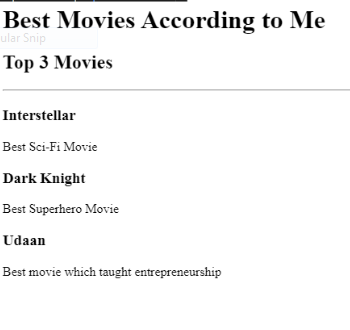 Best Movies According to Me
ular Snip
Top 3 Movies
Interstellar
Best Sci-Fi Movie
Dark Knight
Best Superhero Movie
Udaan
Best movie which taught entrepreneurship